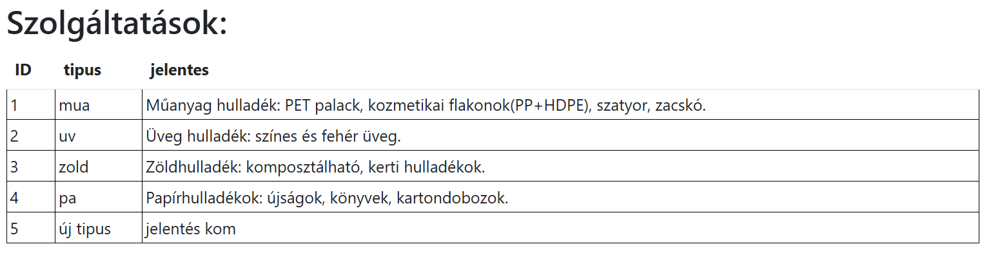 Szolgáltatások:
ID tipus jelentes
1 mua Műanyag hulladék: PET palack, kozmetikai flakonok(PP+HDPE), szatyor, zacskó.
2 uv Üveg hulladék: színes és fehér üveg.
3 zold Zöldhulladék: komposztálható, kerti hulladékok.
4 pa Papírhulladékok: újságok, könyvek, kartondobozok.
5 új tipus jelentés kom